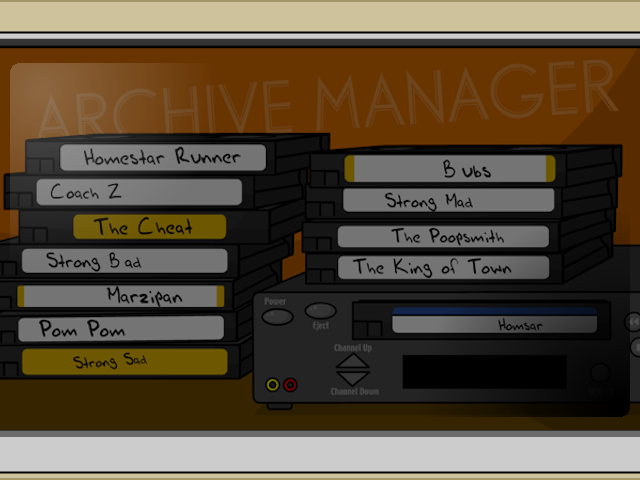 ARCHIVE MANAGER
Homestar Runner
Coach Z
The Cheat
Strong Bad
Marzipan
Pom Pom
Strong Sad
Bubs
Strong Mad
The Poopsmith
The King of Town
Power
Eject
Homsar
Channel Up
Channel Down